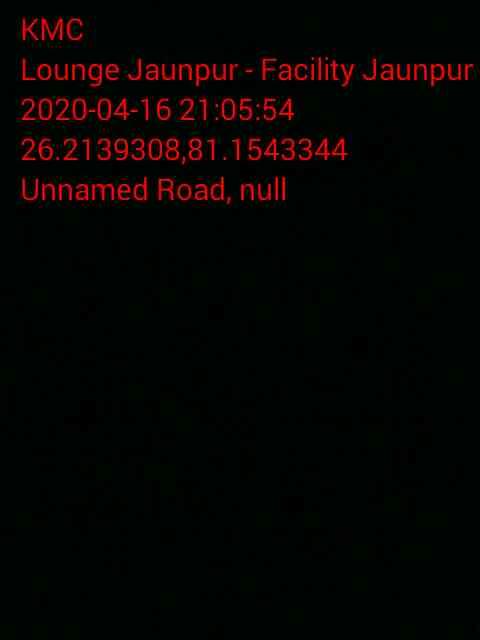 KMC
Lounge Jaunpur - Facility Jaunpur
2020-04-16 21:05:54
26.2139308,81.1543344
Unnamed Road, null